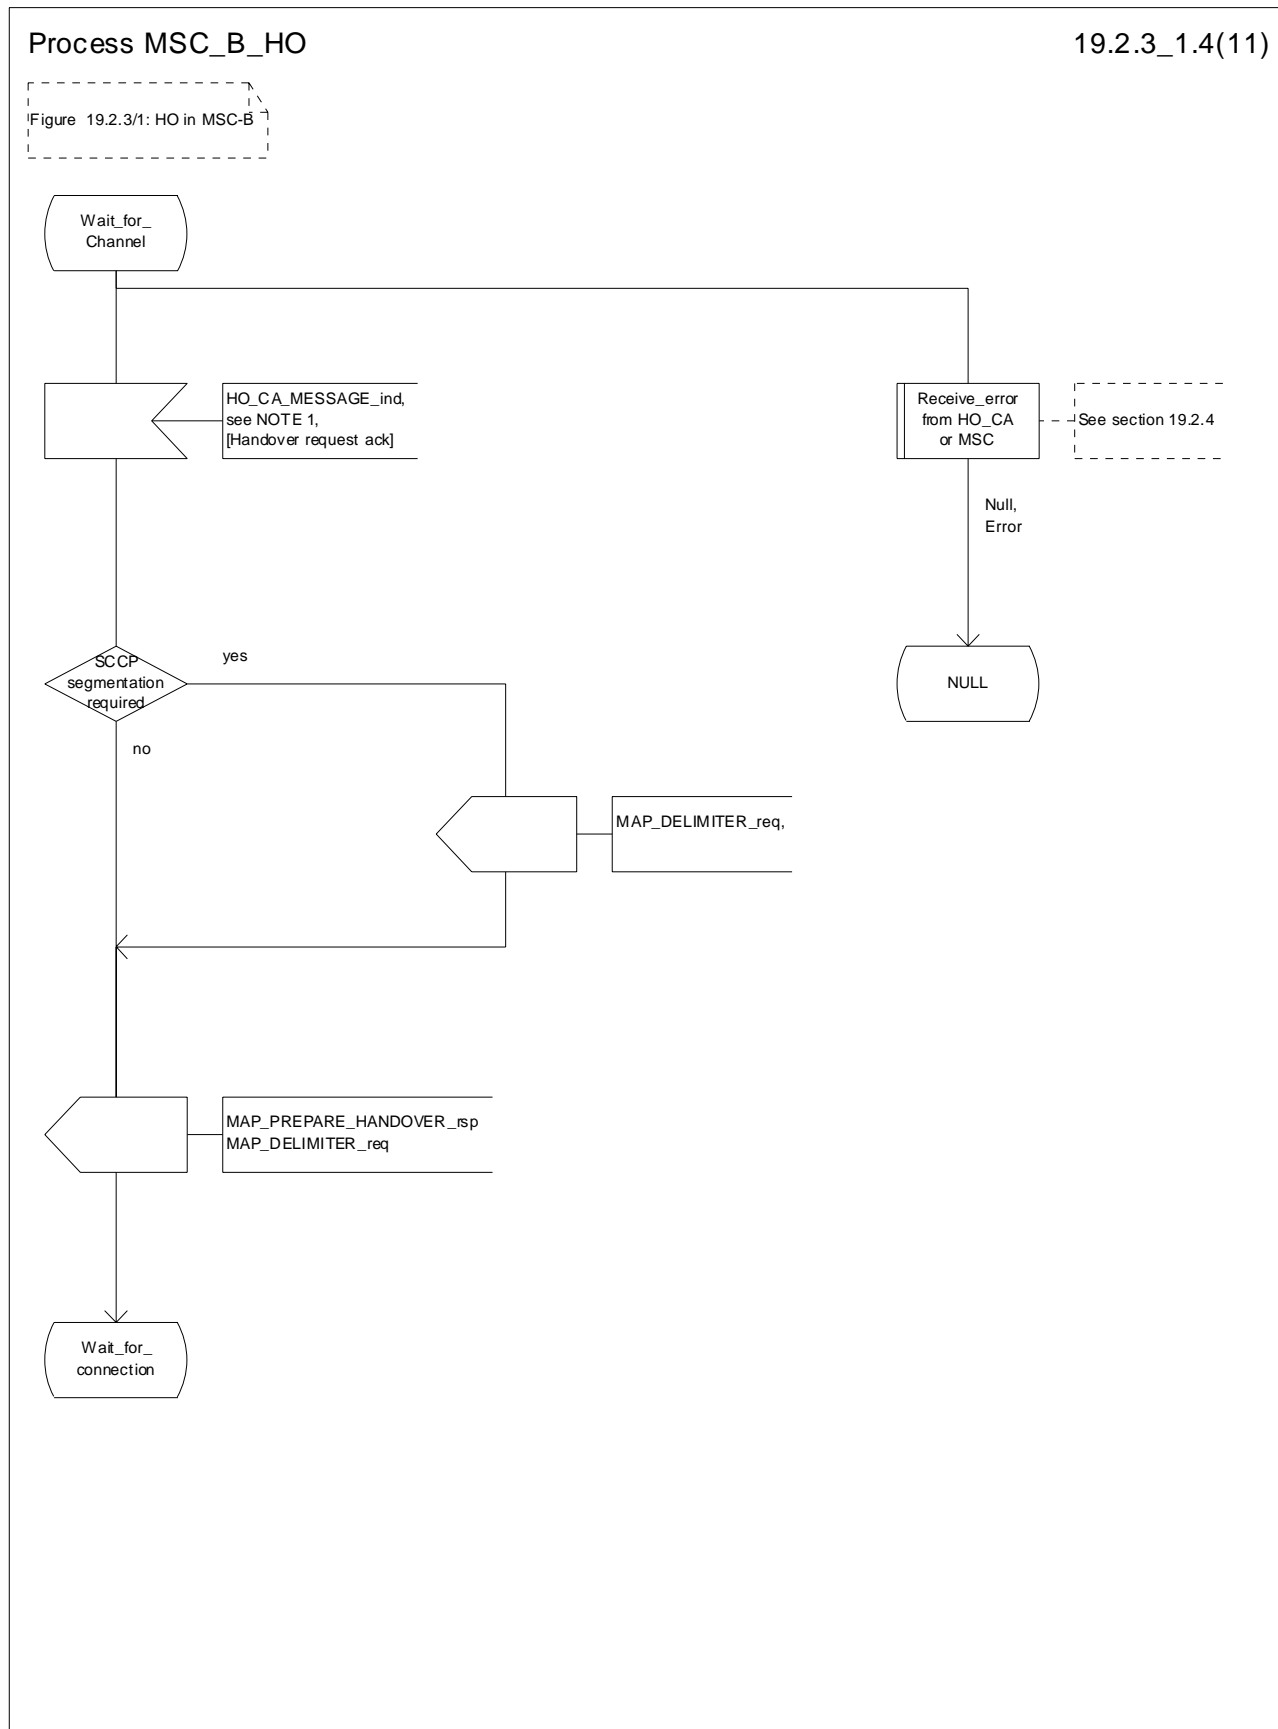 Process MSC_B_HO
19.2.3_1.4(11)
Figure 19.2.3/1: HO in MSC-B
Wait_for_
Channel
HO_CA_MESSAGE_ind,
see NOTE 1,
[Handover request ack]
Receive_error
from HO_CA
or MSC
See section 19.2.4
Null,
Error
SCCP
segmentation
required
yes
no
NULL
MAP_DELIMITER_req,
MAP_PREPARE_HANDOVER_rsp
MAP_DELIMITER_req
Wait_for_
connection